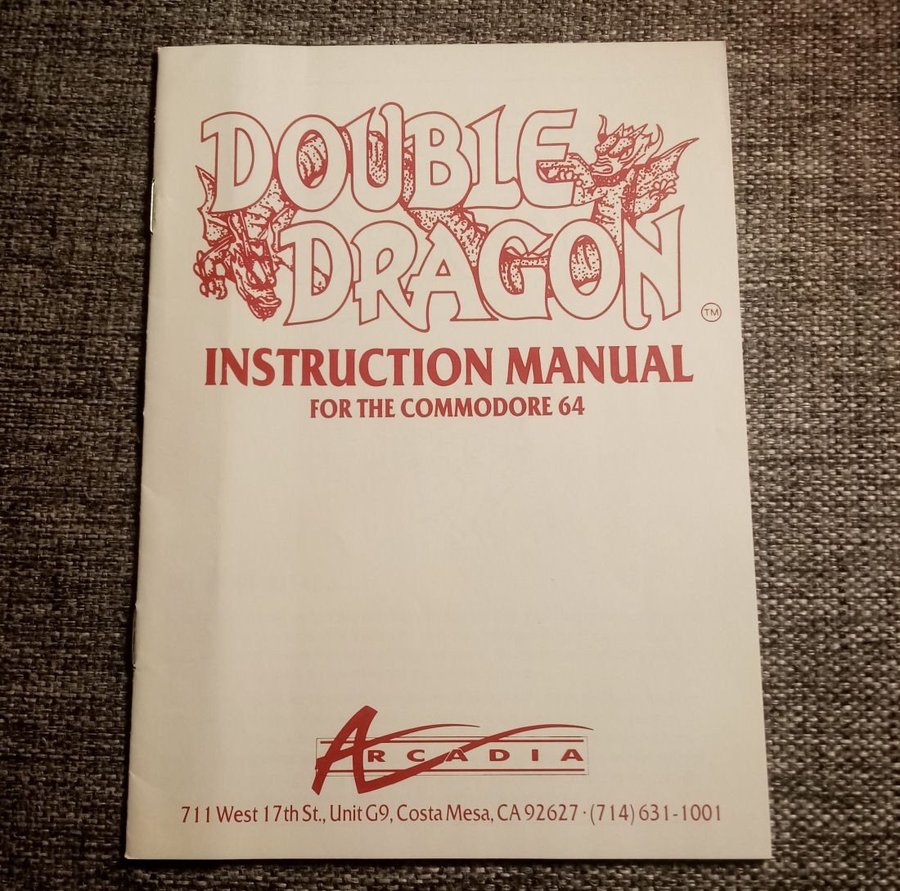 DOUBLE
DRAGON
TM
INSTRUCTION MANUAL
FOR THE COMMODORE 64
ARCADIA
711 West 17th St., Unit G9, Costa Mesa, CA 92627 · (714) 631-1001